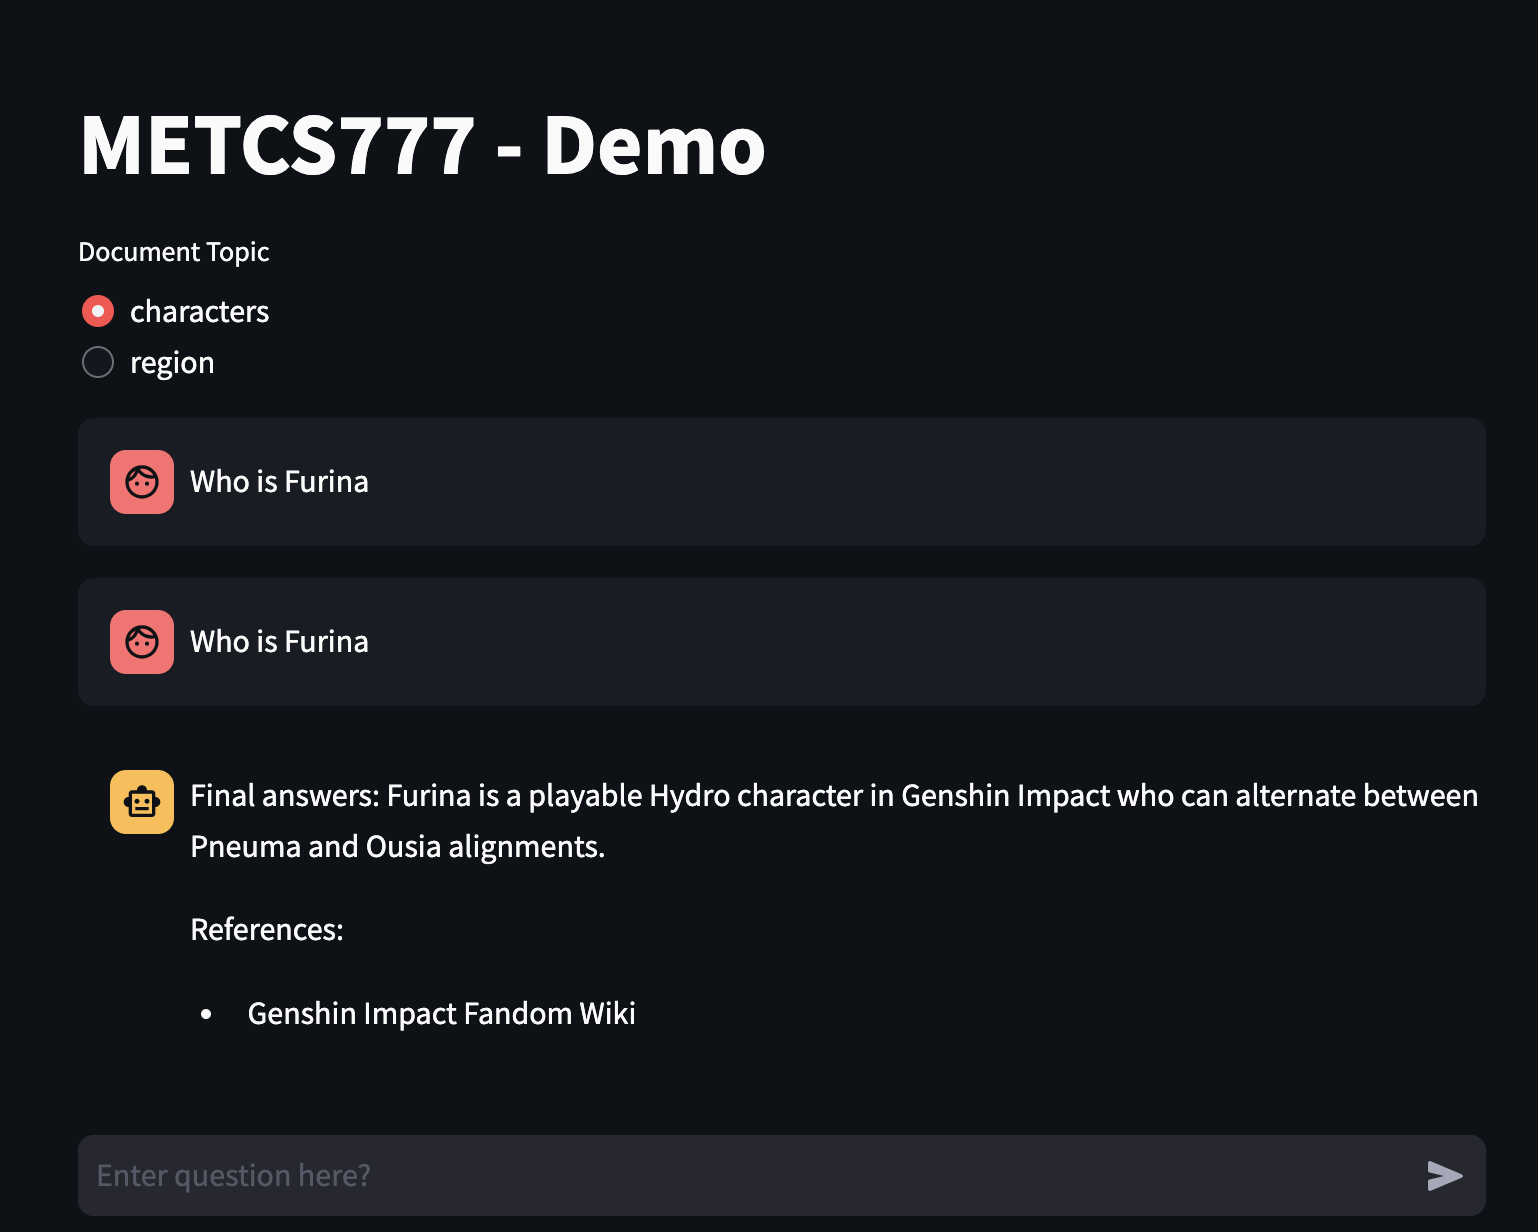 METCS777 - Demo
Document Topic
characters
region
Who is Furina
Who is Furina
Final answers: Furina is a playable Hydro character in Genshin Impact who can alternate between
Pneuma and Ousia alignments.
References:
• Genshin Impact Fandom Wiki
Enter question here?